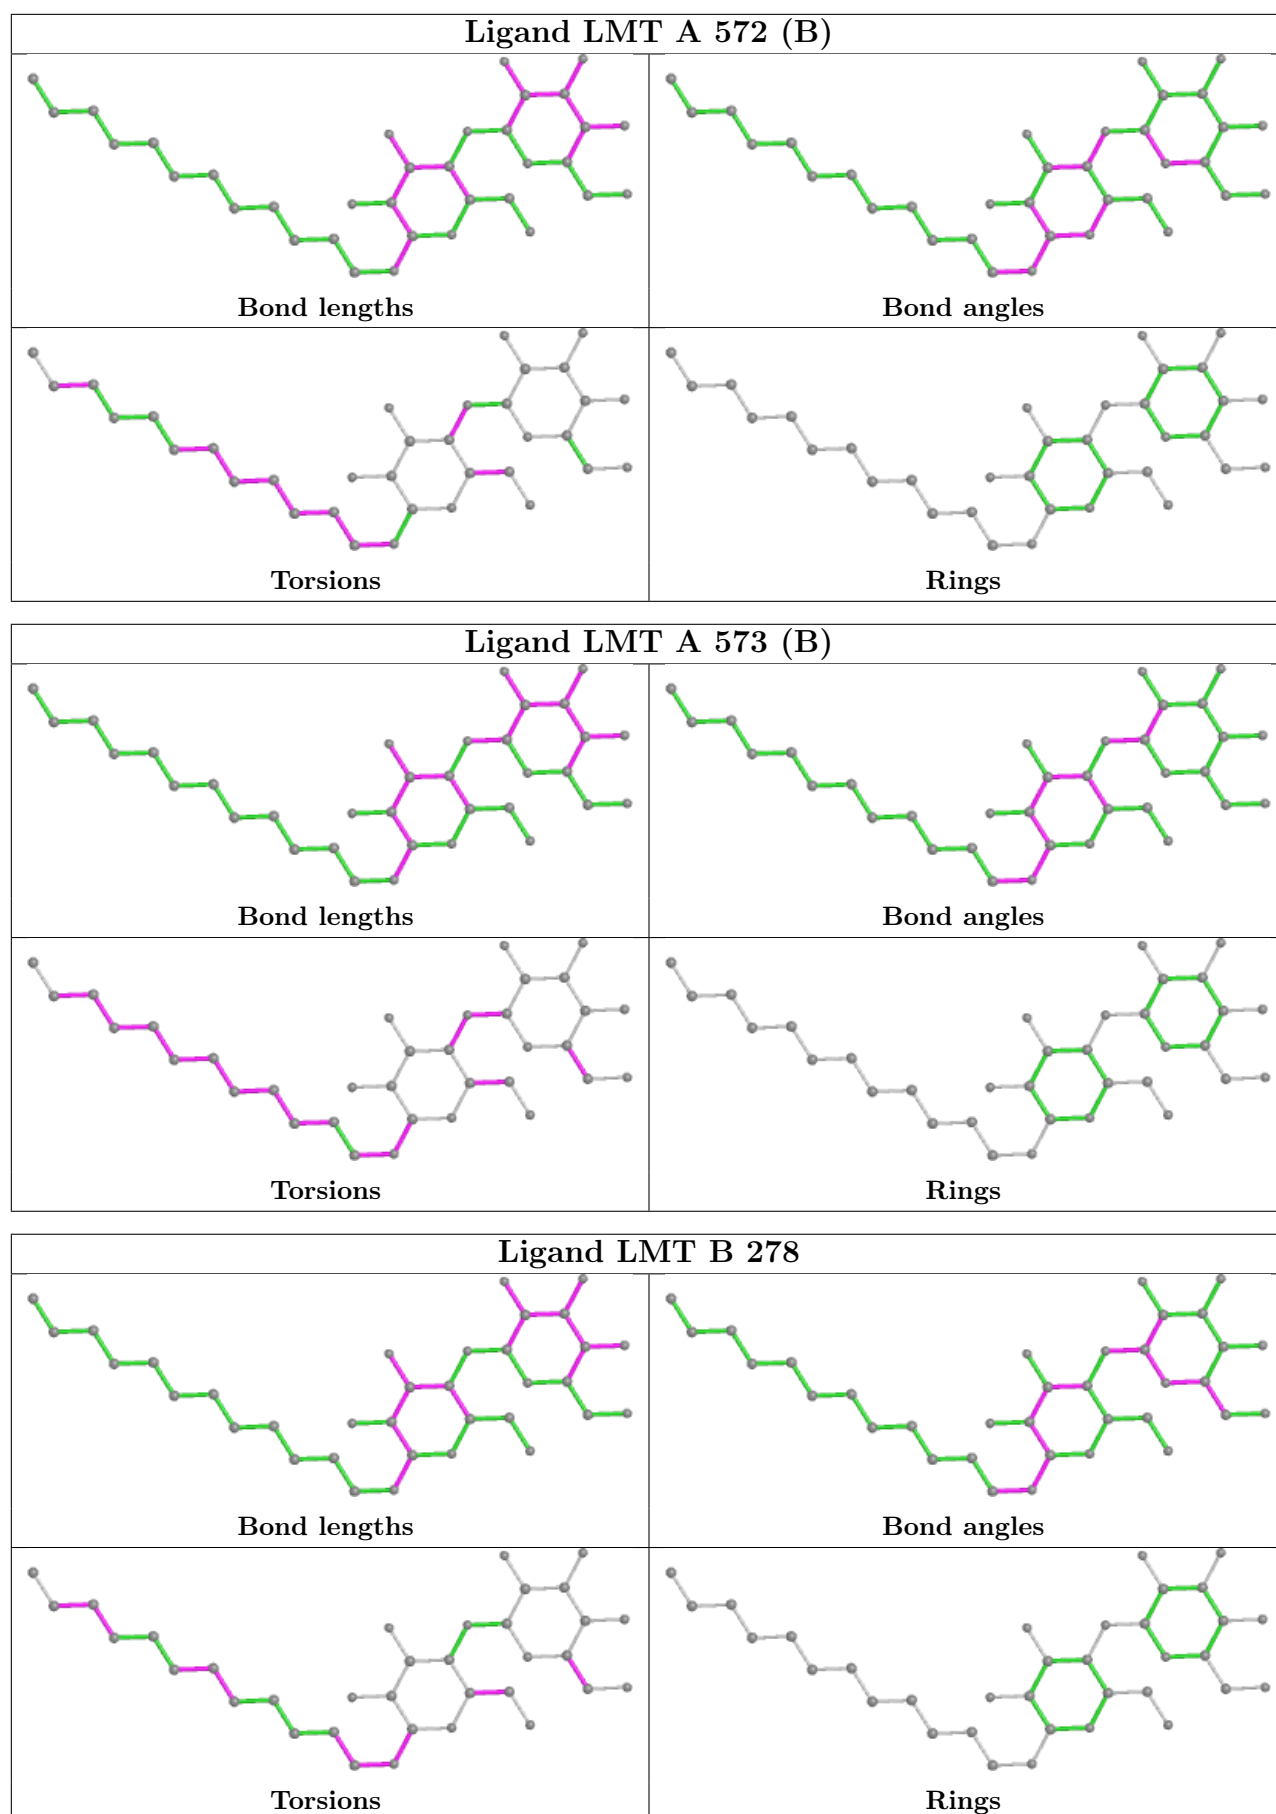 Ligand LMT A 572 (B)
Bond lengths
Bond angles
Torsions
Rings
Ligand LMT A 573 (B)
Bond lengths
Bond angles
Torsions
Rings
Ligand LMT B 278
Bond lengths
Bond angles
Torsions
Rings